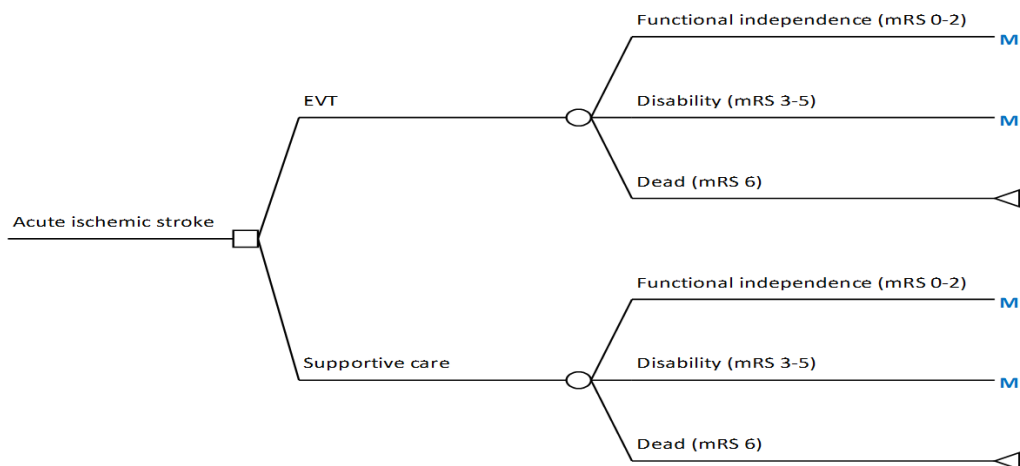 Functional independence (mRS 0-2)
M
EVT
Disability (mRS 3-5)
M
Dead (mRS 6)
Acute ischemic stroke
Functional independence (mRS 0-2)
M
Supportive care
Disability (mRS 3-5)
M
Dead (mRS 6)